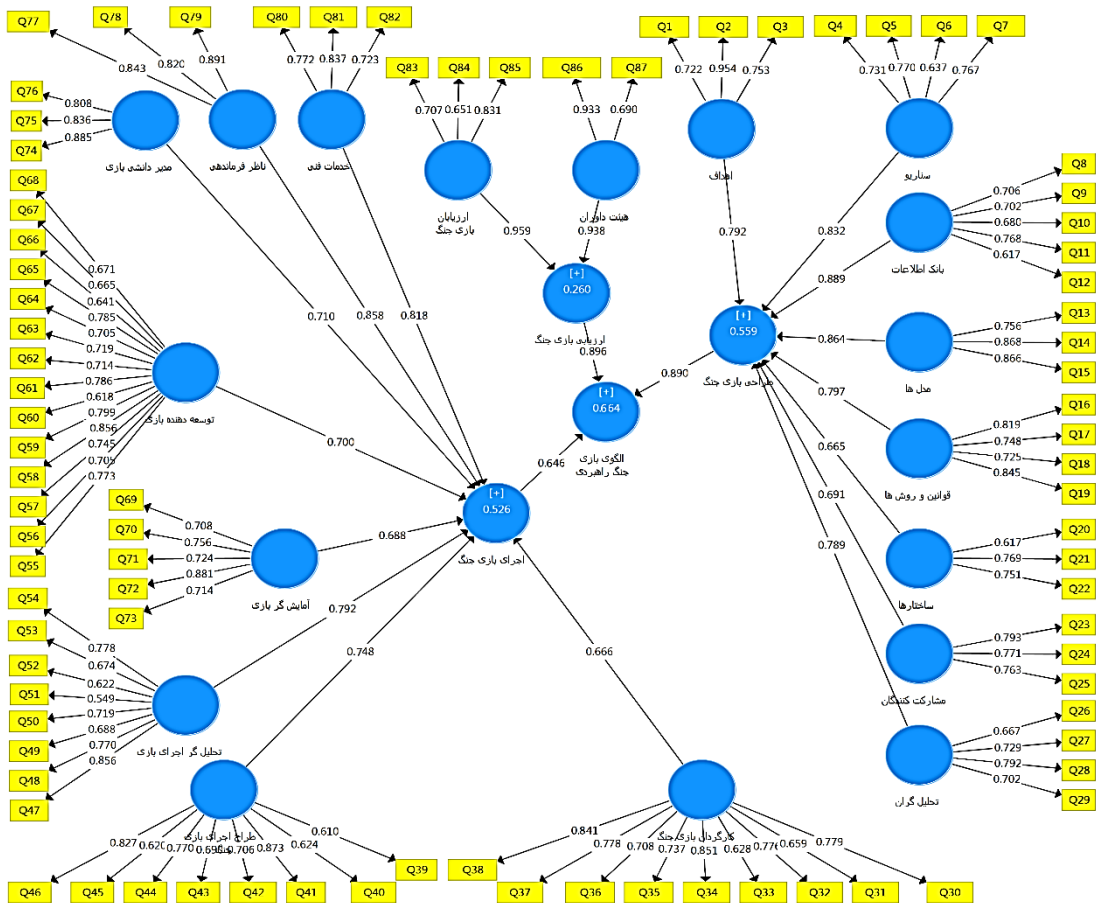 Q77
Q78
Q79
Q80
Q81
Q82
Q1
Q2
Q3
Q4
Q5
Q6
Q7
0.843
0.820
0.891
0.772
0.837
0.723
Q83
Q84
Q85
Q86
Q87
0.722
0.954
0.753
0.731
0.770
0.637
0.767
Q76
Q75
Q74
0.808
0.836
0.885
0.707
0.651
0.831
0.933
0.690
مدیر دانشی بازی
ناظر فرماندهی
خدمات فنی
ارزیابان
بازی جنگ
هیئت داوران
اهداف
سناریو
Q68
Q67
Q66
Q65
Q64
Q63
Q62
Q61
Q60
Q59
Q58
Q57
Q56
Q55
0.671
0.665
0.641
0.785
0.705
0.719
0.714
0.786
0.618
0.799
0.856
0.745
0.705
0.773
توسعه دهنده بازی
0.710
0.858
0.818
0.959
0.938
0.792
0.832
Q8
Q9
Q10
Q11
Q12
0.706
0.702
0.680
0.768
0.617
بانک اطلاعات
0.889
[+]
0.260
ارزیابی بازی جنگ
0.896
[+]
0.559
طراحی بازی جنگ
0.890
[+]
0.664
الگوی بازی
جنگ راهبردی
0.864
Q13
Q14
Q15
0.756
0.868
0.866
مدل ها
0.797
Q16
Q17
Q18
Q19
0.819
0.748
0.725
0.845
قوانین و روش ها
0.700
0.646
0.665
0.691
0.789
[+]
0.526
اجرای بازی جنگ
Q69
Q70
Q71
Q72
Q73
0.708
0.756
0.724
0.881
0.714
آمایش گر بازی
0.688
Q20
Q21
Q22
0.617
0.769
0.751
ساختارها
Q54
Q53
Q52
Q51
Q50
Q49
Q48
Q47
0.778
0.674
0.622
0.549
0.719
0.688
0.770
0.856
تحلیل گر اجرای بازی
0.792
0.748
0.666
Q23
Q24
Q25
0.793
0.771
0.763
مشارکت کنندگان
Q26
Q27
Q28
Q29
0.667
0.729
0.792
0.702
تحلیل گران
طراح اجرای بازی
0.827
0.620
0.770
0.706
0.873
0.624
0.610
Q46
Q45
Q44
Q43
Q42
Q41
Q40
Q39
کارگردان بازی جنگ
0.841
0.778
0.708
0.737
0.851
0.628
0.659
0.779
Q38
Q37
Q36
Q35
Q34
Q33
Q32
Q31
Q30